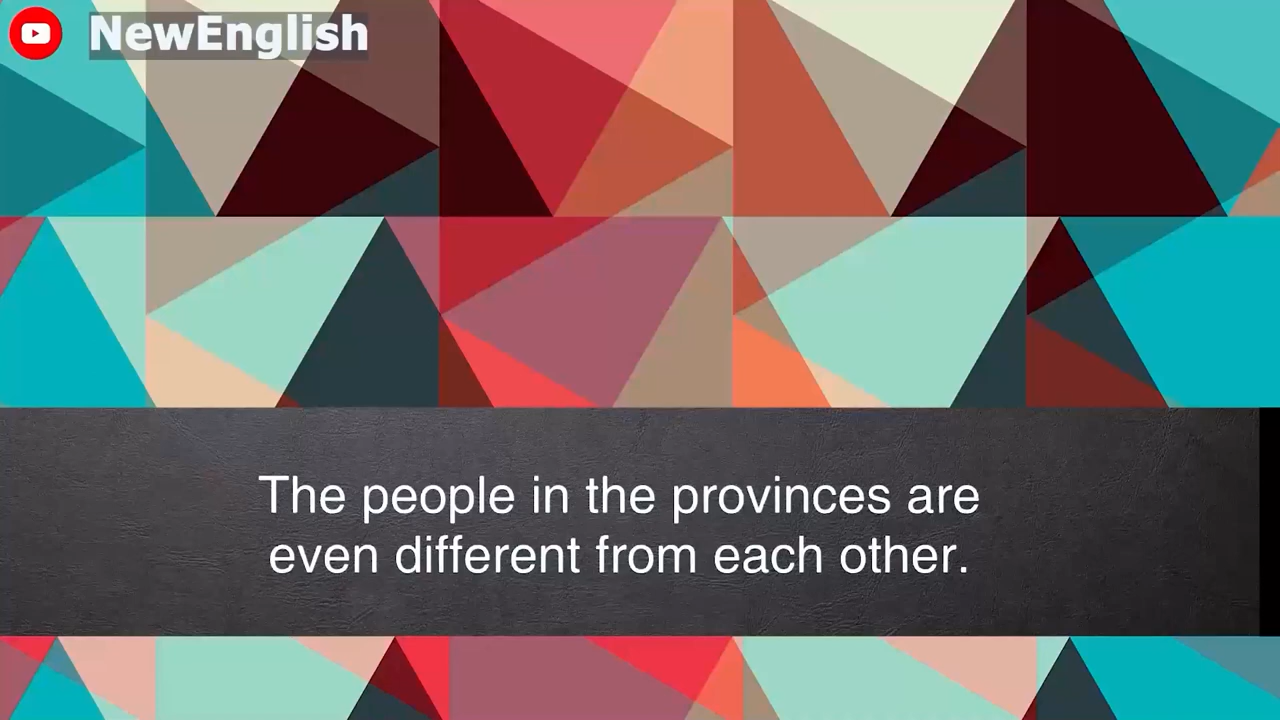 NewEnglish
The people in the provinces are
even different from each other.